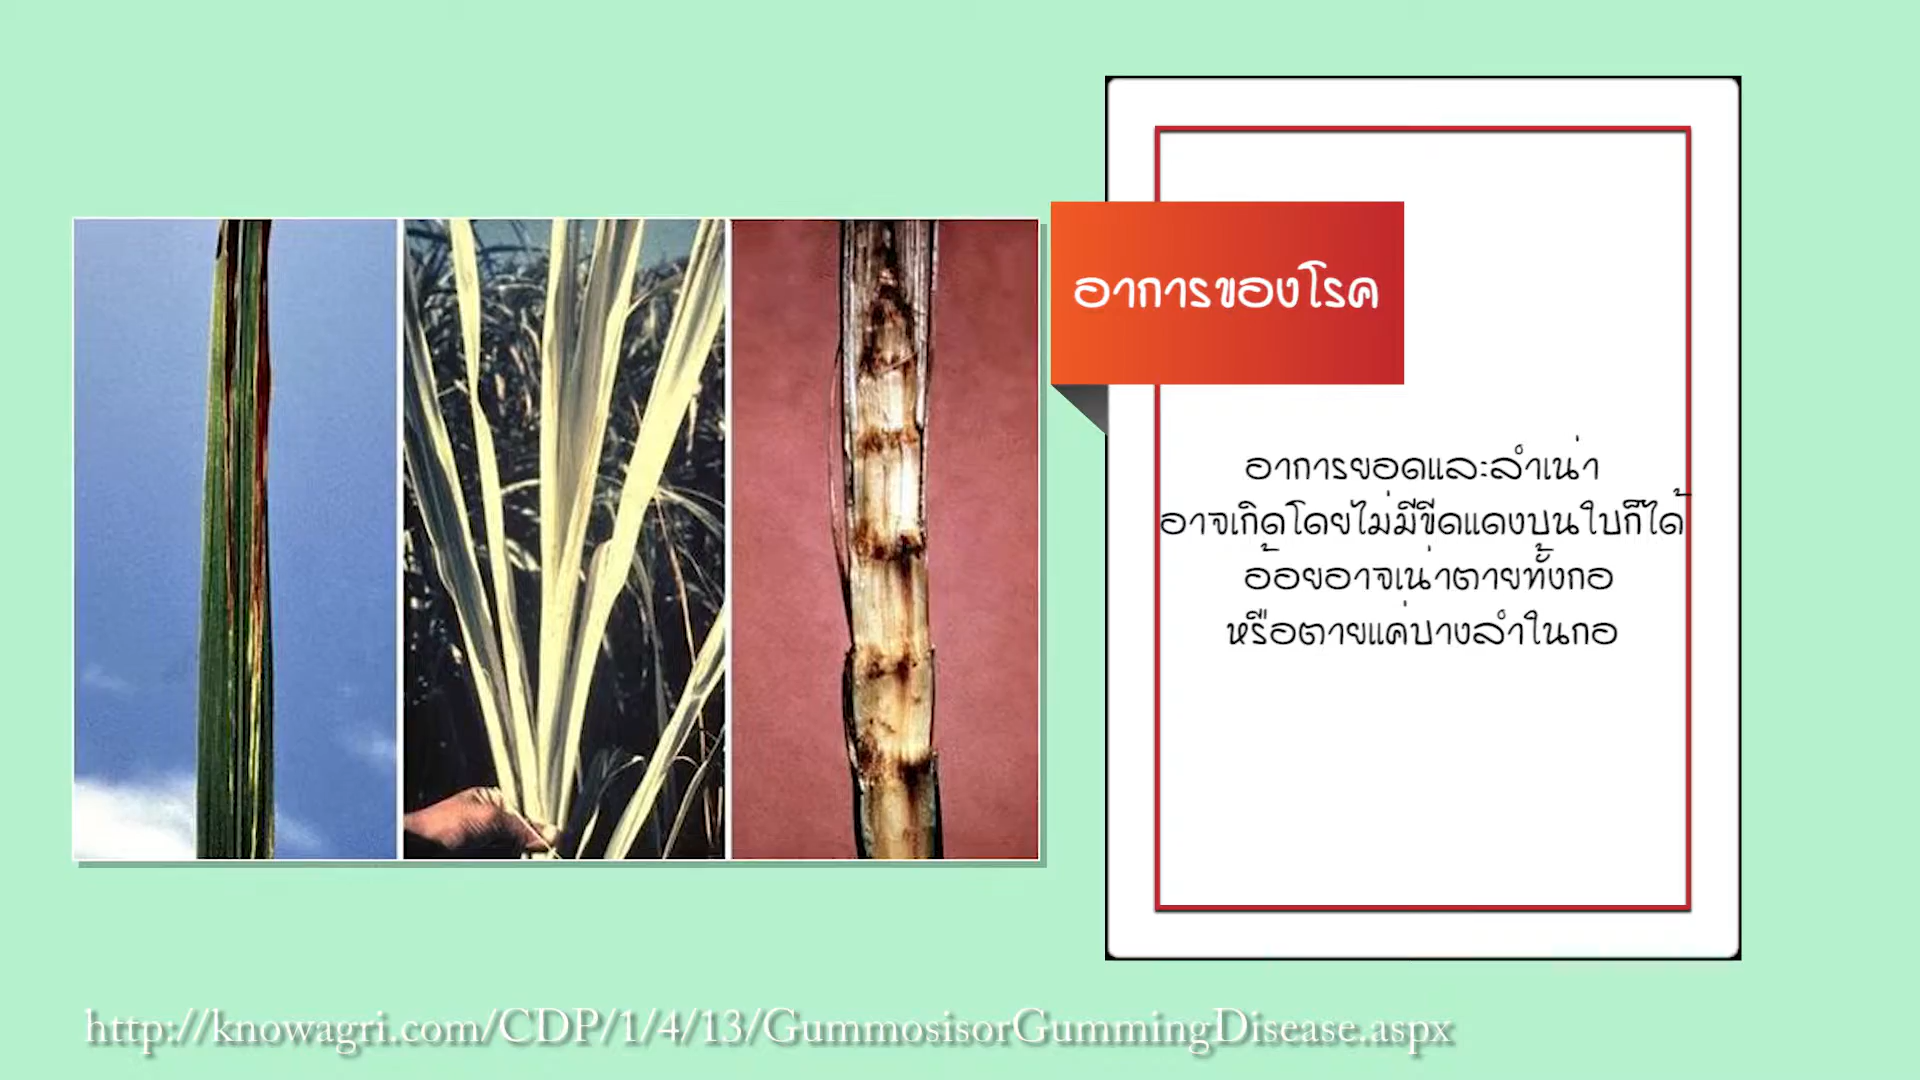 อาการของโรค
อาการยอดและลำเน่า
อาจเกิดโดยไม่มีขีดแดงบนใบก็ได้
อ้อยอาจเน่าตายทั้งกอ
หรือตายแค่บางลำในกอ
http://knowagri.com/CDP/1/4/13/GummosisorGummingDisease.aspx